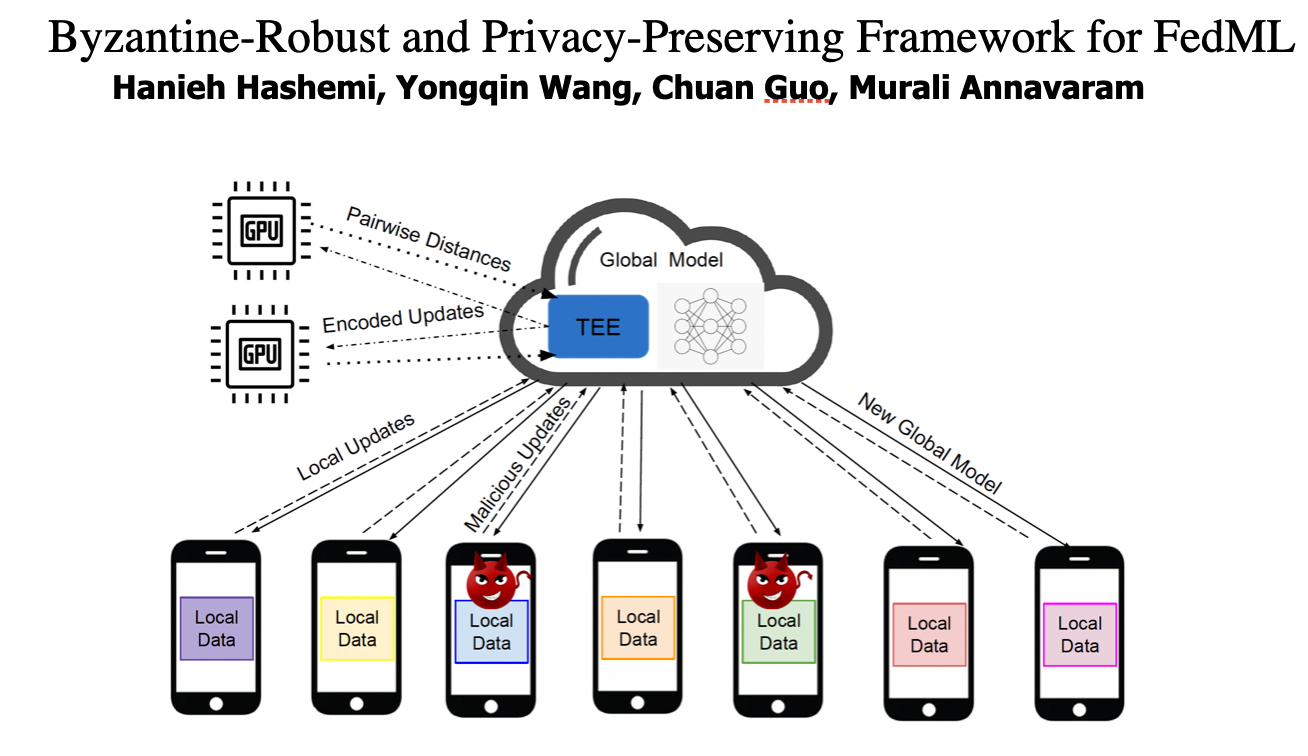 Byzantine-Robust and Privacy-Preserving Framework for FedML
Hanieh Hashemi, Yongqin Wang, Chuan Guo, Murali Annavaram
GPU
Pairwise Distances
Global Model
TEE
Encoded Updates
GPU
Local Updates
Malicious Updates
New Global Model
Local
Data
Local
Data
Local
Data
Local
Data
Local
Data
Local
Data
Local
Data